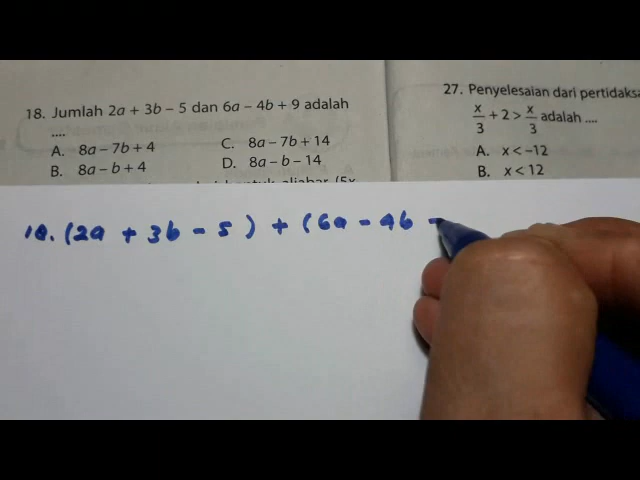 18. Jumlah 2a + 3b – 5 dan 6a – 4b + 9 adalah
....
A. 8a – 7b + 4
B. 8a – b + 4
C. 8a – 7b + 14
D. 8a – b – 14
27. Penyelesaian dari pertidaksa
x/3 + 2 > x/3 adalah ....
A. x < –12
B. x < 12
18. (2a + 3b - 5) + (6a - 4b